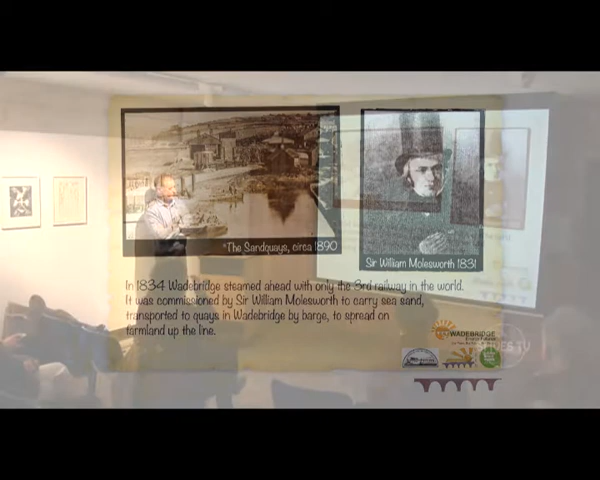 "The Sandquays, circa 1890
Sir William Molesworth 1831
In 1834 Wadebridge steamed ahead with only the 3rd railway in the world.
It was commissioned by Sir William Molesworth to carry sea sand,
transported to quays in Wadebridge by barge, to spread on
farmland up the line.
WADEBRIDGE
TV